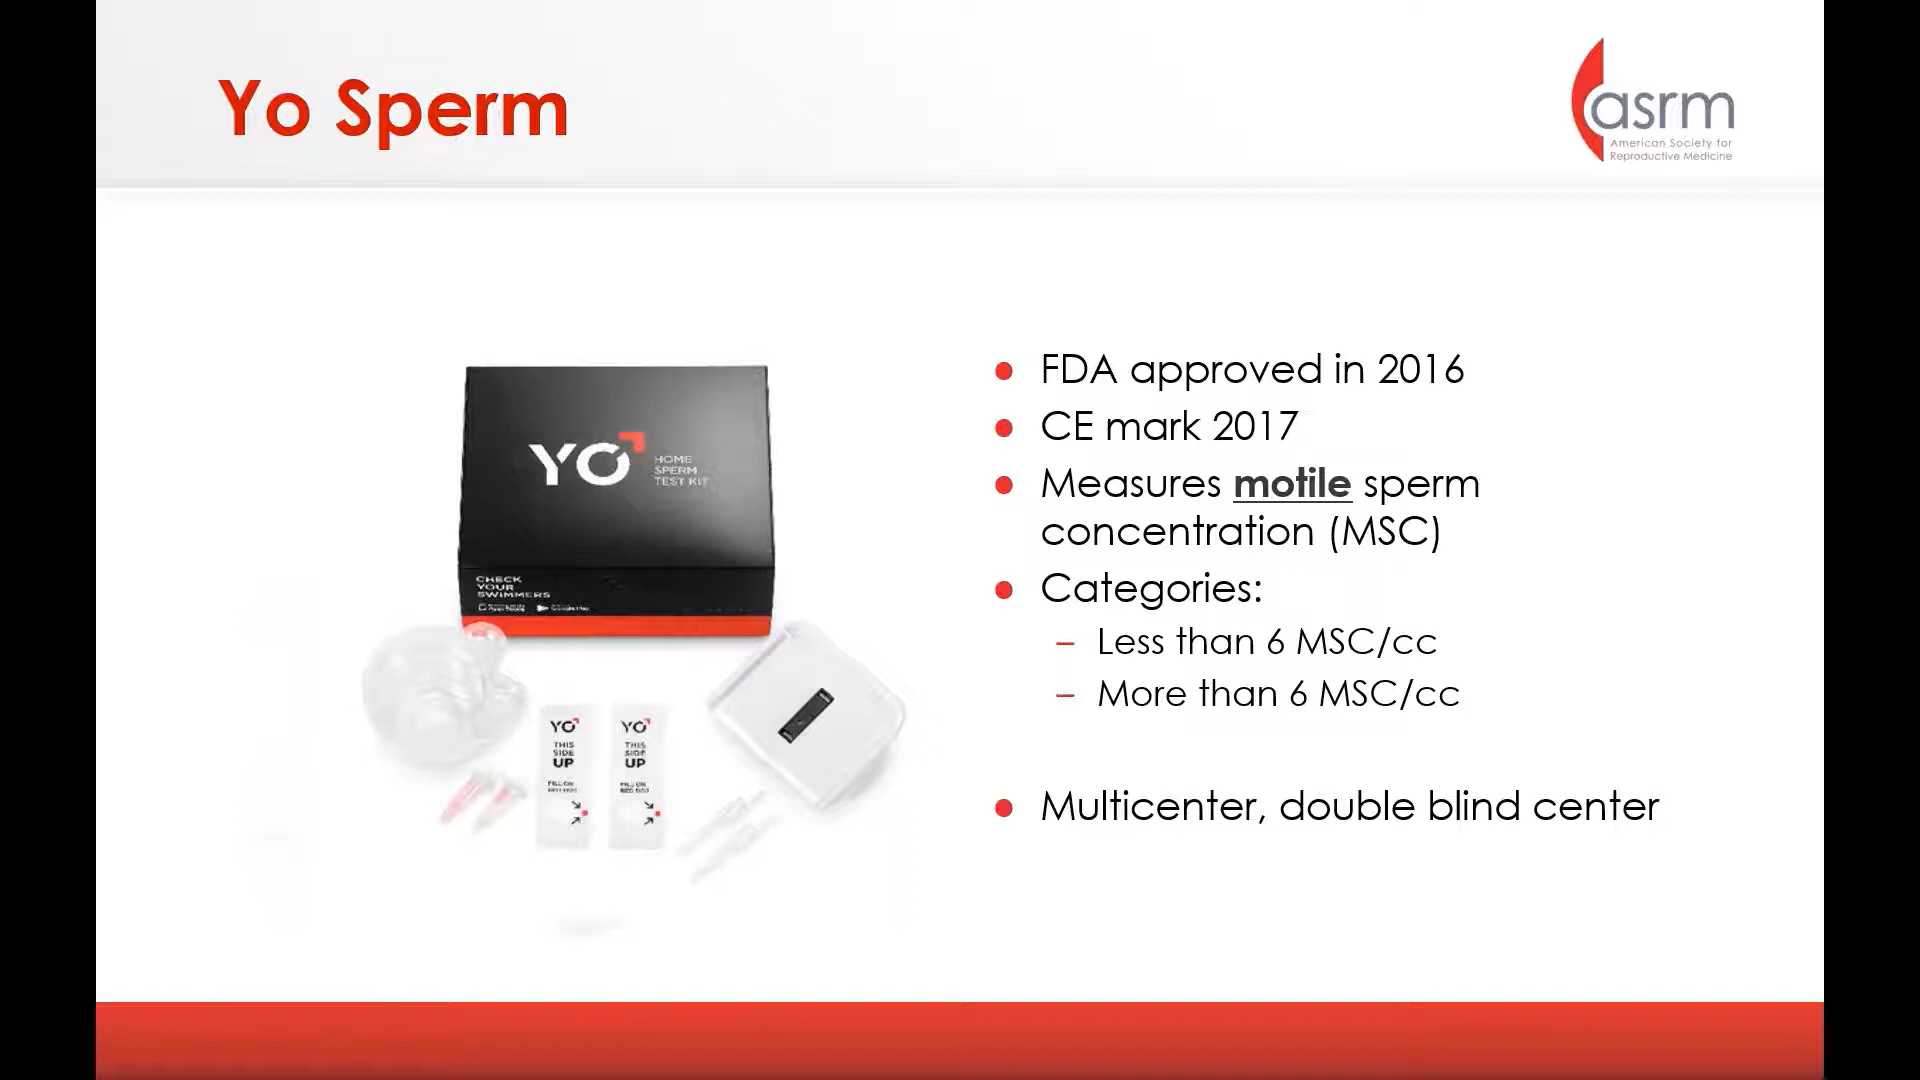 Yo Sperm
asrm
American Society for
Reproductive Medicine
YO
HOME
SPERM
TEST KIT
CHECK
YOUR
SWIMMERS
YO
THIS
SIDE
UP
YO
THIS
SIDE
UP
● FDA approved in 2016
● CE mark 2017
● Measures motile sperm
concentration (MSC)
● Categories:
– Less than 6 MSC/cc
– More than 6 MSC/cc
● Multicenter, double blind center